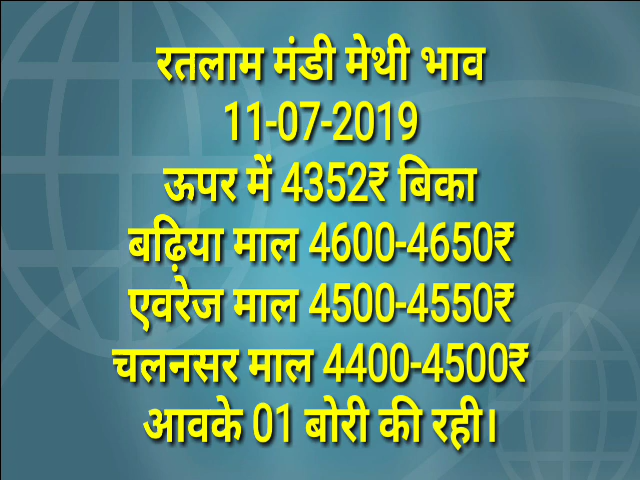 रतलाम मंडी मेथी भाव
11-07-2019
ऊपर में 4352₹ बिका
बढ़िया माल 4600-4650₹
एवरेज माल 4500-4550₹
चलनसर माल 4400-4500₹
आवके 01 बोरी की रही।